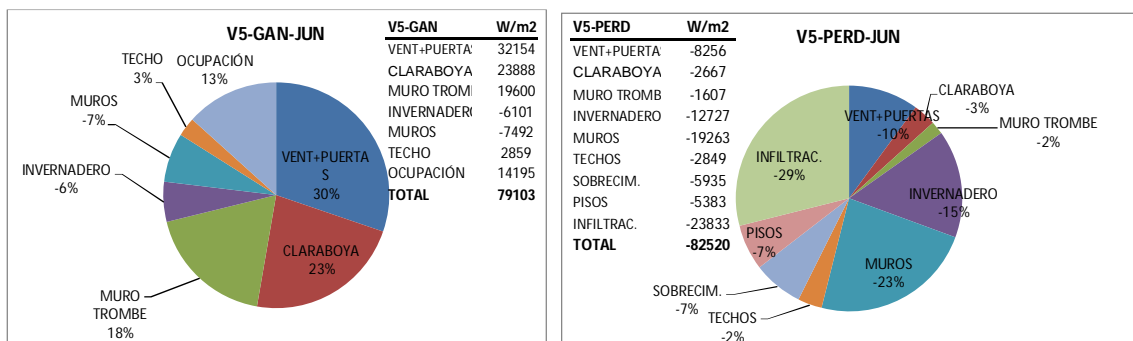 V5-GAN-JUN
VENT+PUERTA
S
30%
CLARABOYA
23%
MURO
TROMBE
18%
INVERNADERO
-6%
MUROS
-7%
TECHO
3%
OCUPACIÓN
13%
V5-GAN W/m2
VENT+PUERTAS 32154
CLARABOYA 23888
MURO TROMB 19600
INVERNADERO -6101
MUROS -7492
TECHO 2859
OCUPACIÓN 14195
TOTAL 79103
V5-PERD W/m2
VENT+PUERTA -8256
CLARABOYA -2667
MURO TROMB -1607
INVERNADERO -12727
MUROS -19263
TECHOS -2849
SOBRECIM. -5935
PISOS -5383
INFILTRAC. -23833
TOTAL -82520
V5-PERD-JUN
VENT+PUERTAS
-10%
CLARABOYA
-3%
MURO TROMBE
-2%
INVERNADERO
-15%
MUROS
-23%
TECHOS
-2%
SOBRECIM.
-7%
PISOS
-7%
INFILTRAC.
-29%